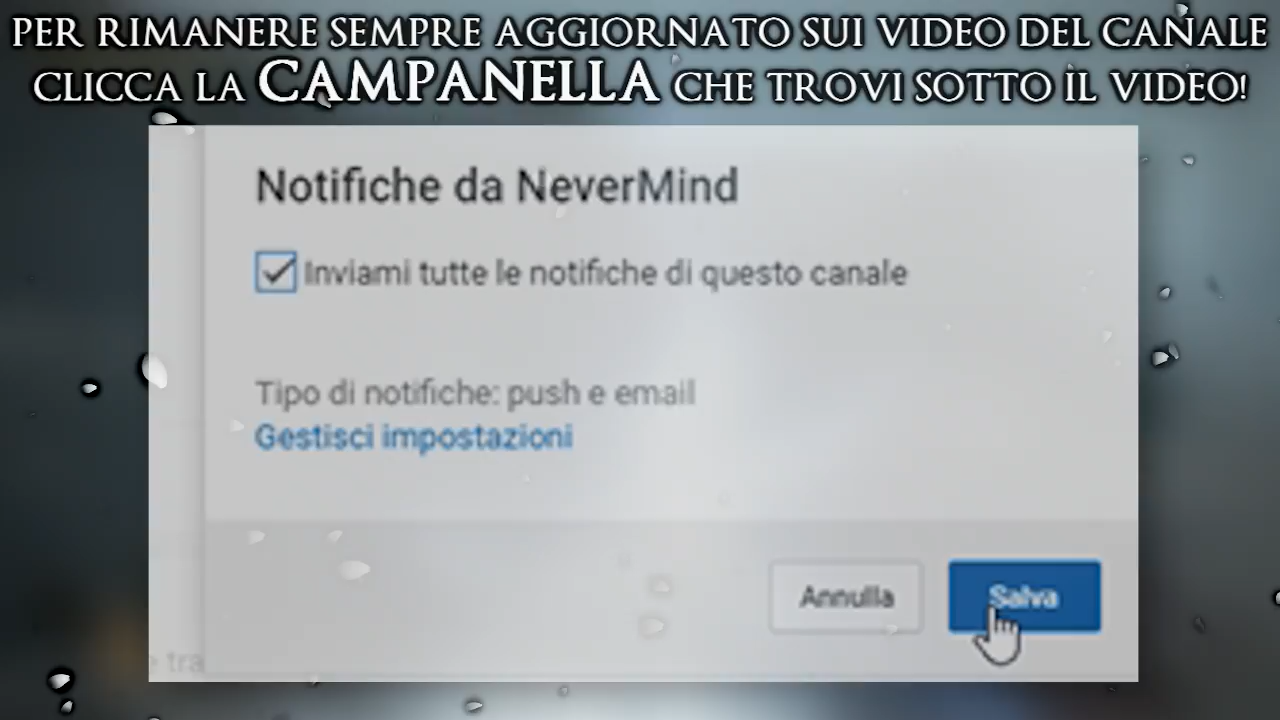 PER RIMANERE SEMPRE AGGIORNATO SUI VIDEO DEL CANALE
CLICCA LA CAMPANELLA CHE TROVI SOTTO IL VIDEO!
Notifiche da NeverMind
Inviami tutte le notifiche di questo canale
Tipo di notifiche: push e email
Gestisci impostazioni
Annulla Salva